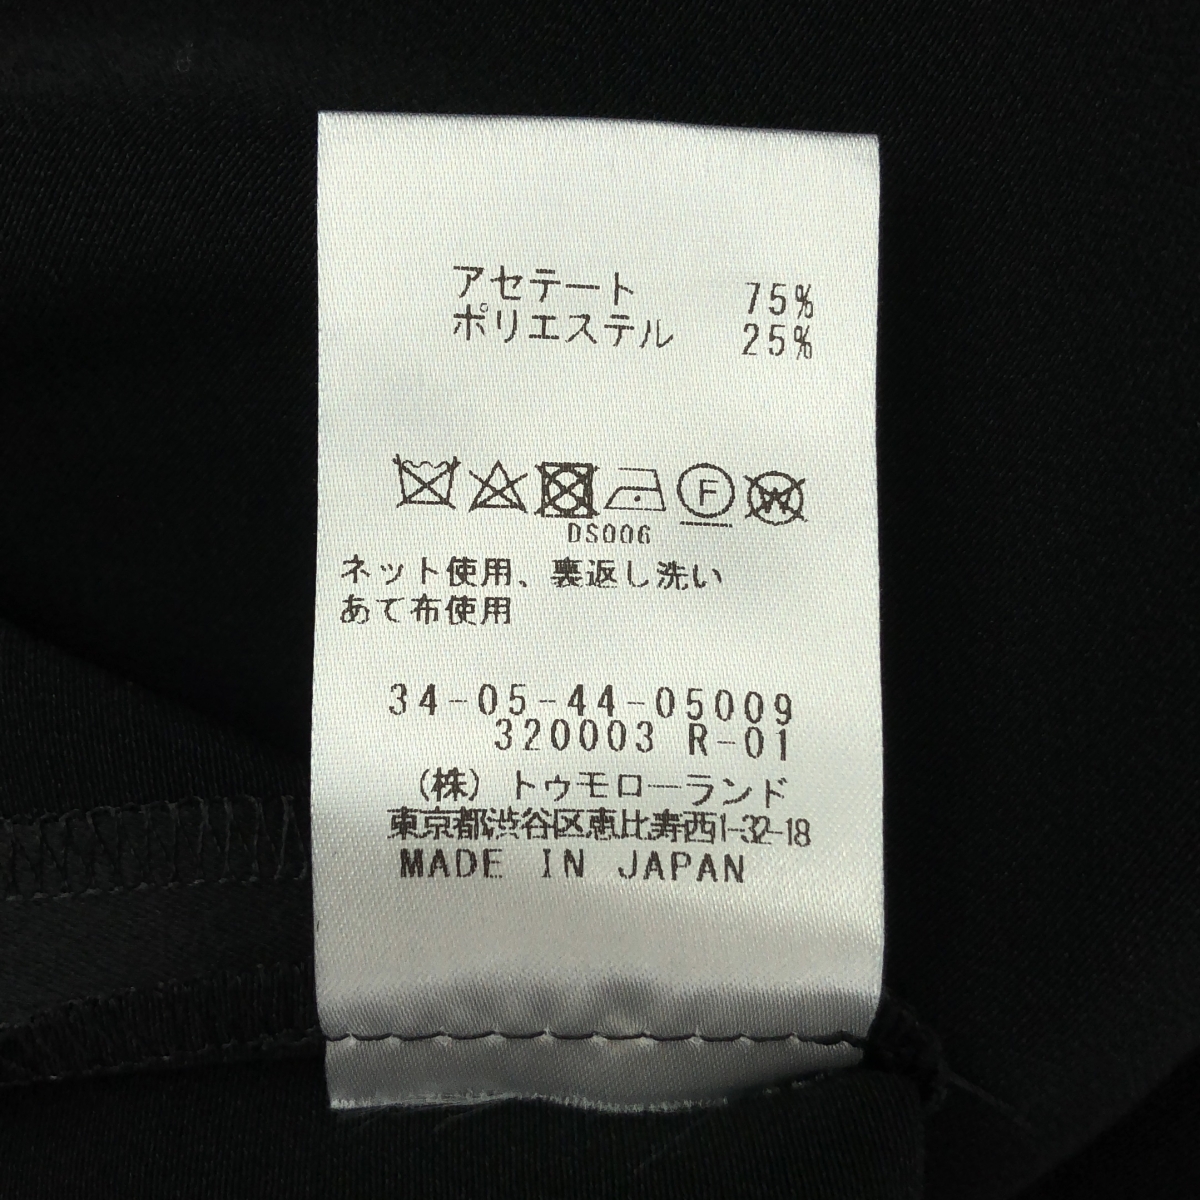 アセテート 75%
ポリエステル 25%
F
W
DS006
ネット使用、裏返し洗い
あて布使用
34-05-44-05009
320003 R-01
(株)トゥモローランド
東京都渋谷区恵比寿西1-32-18
MADE IN JAPAN